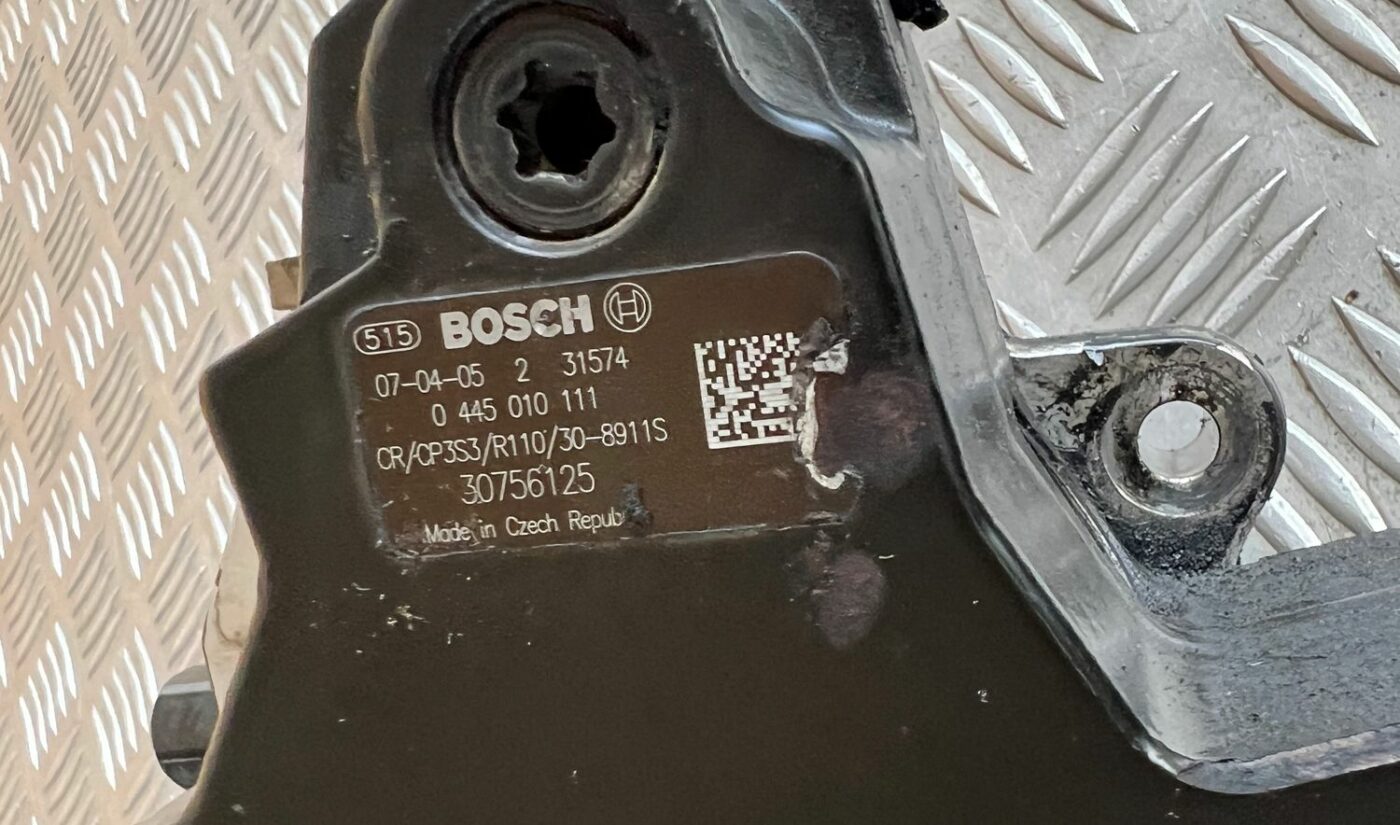 515 BOSCH
07-04-05 2 31574
0 445 010 111
CR/CP3S3/R110/30-8911S
30756125
Made in Czech Repub